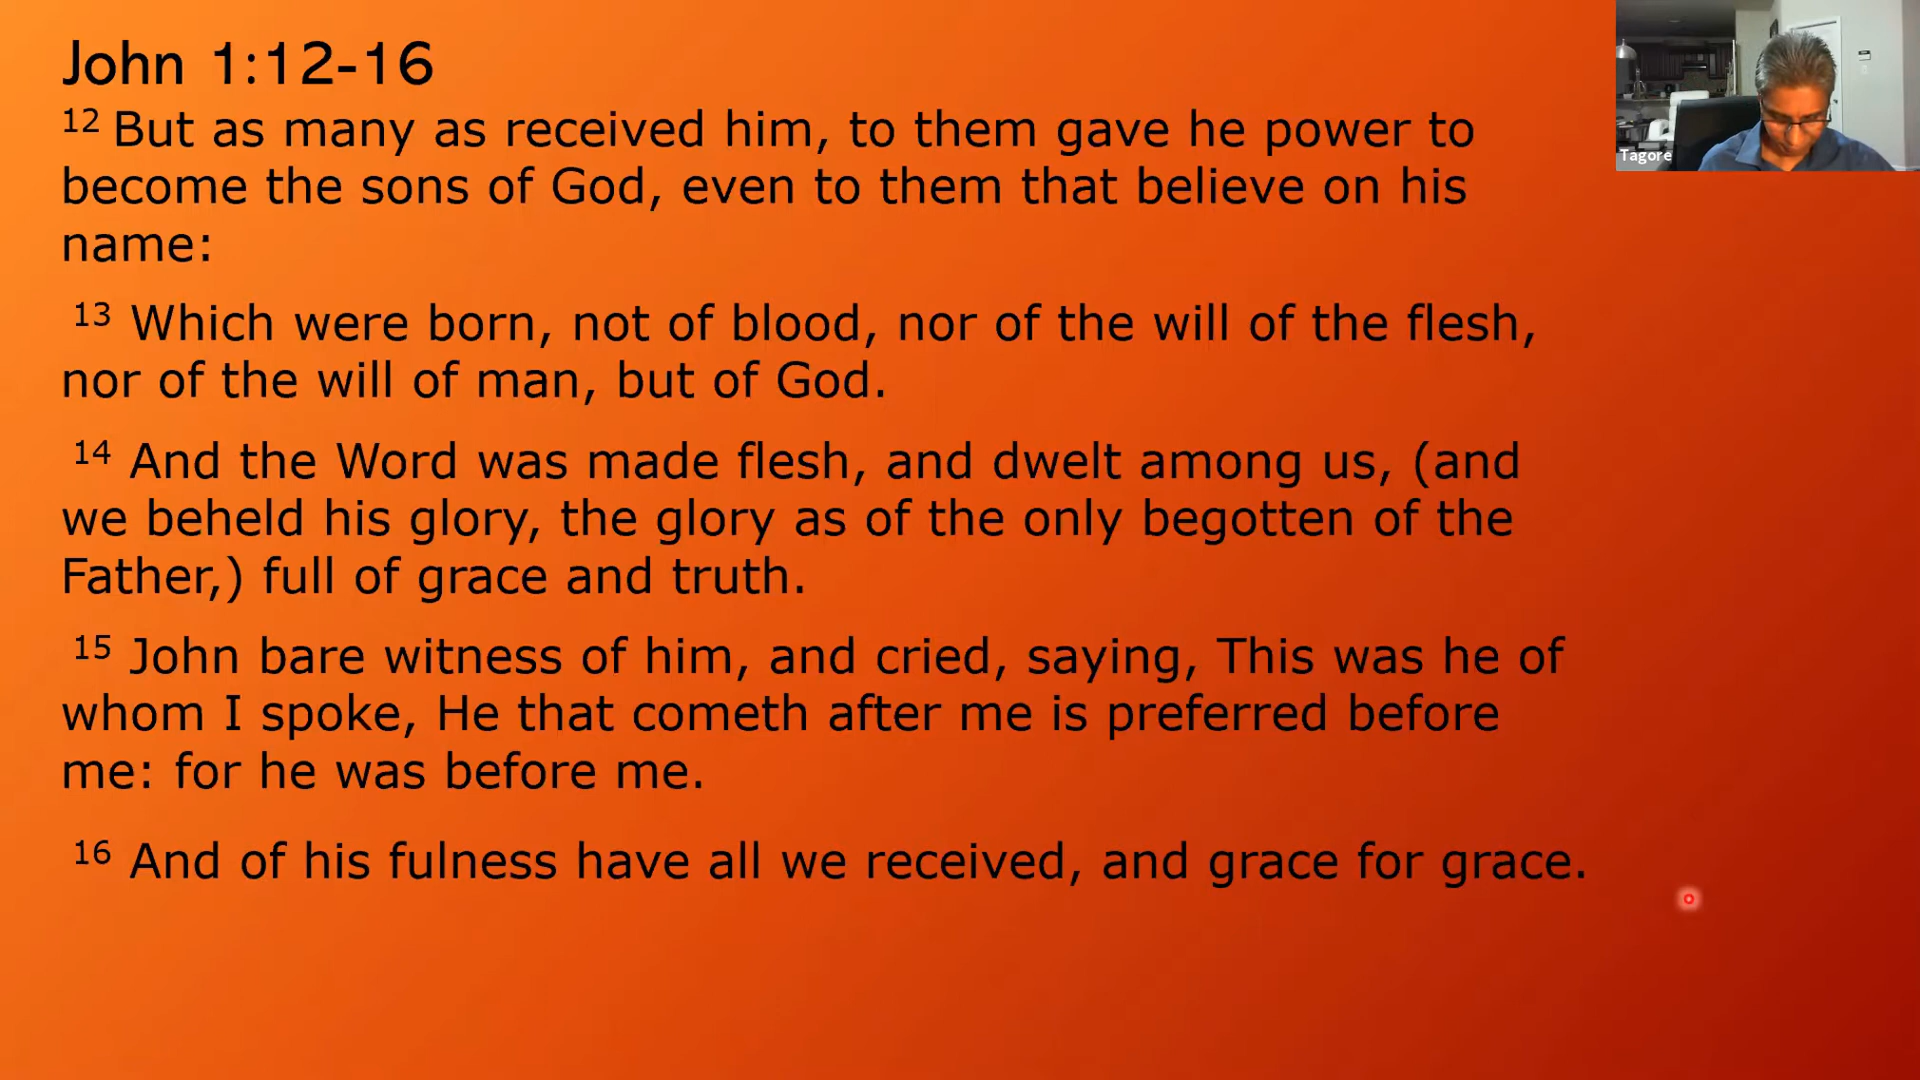 John 1:12-16
12 But as many as received him, to them gave he power to
become the sons of God, even to them that believe on his
name:
13 Which were born, not of blood, nor of the will of the flesh,
nor of the will of man, but of God.
14 And the Word was made flesh, and dwelt among us, (and
we beheld his glory, the glory as of the only begotten of the
Father,) full of grace and truth.
15 John bare witness of him, and cried, saying, This was he of
whom I spoke, He that cometh after me is preferred before
me: for he was before me.
16 And of his fulness have all we received, and grace for grace.
Tagore